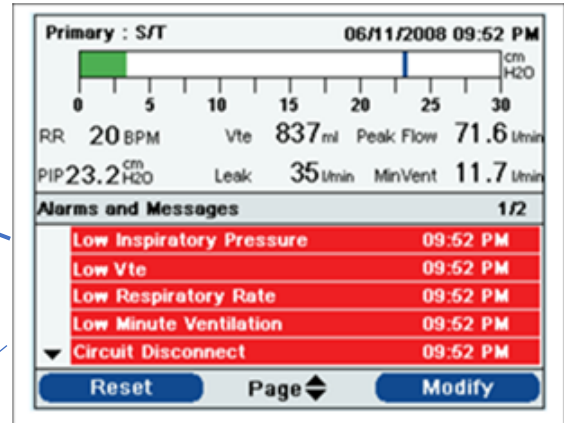 Primary : S/T 06/11/2008 09:52 PM
cm
H2O
0 5 10 15 20 25 30
RR 20 BPM Vte 837 ml Peak Flow 71.6 l/min
PIP 23.2 cm H2O Leak 35 l/min MinVent 11.7 l/min
Alarms and Messages 1/2
Low Inspiratory Pressure 09:52 PM
Low Vte 09:52 PM
Low Respiratory Rate 09:52 PM
Low Minute Ventilation 09:52 PM
Circuit Disconnect 09:52 PM
Reset Page Modify